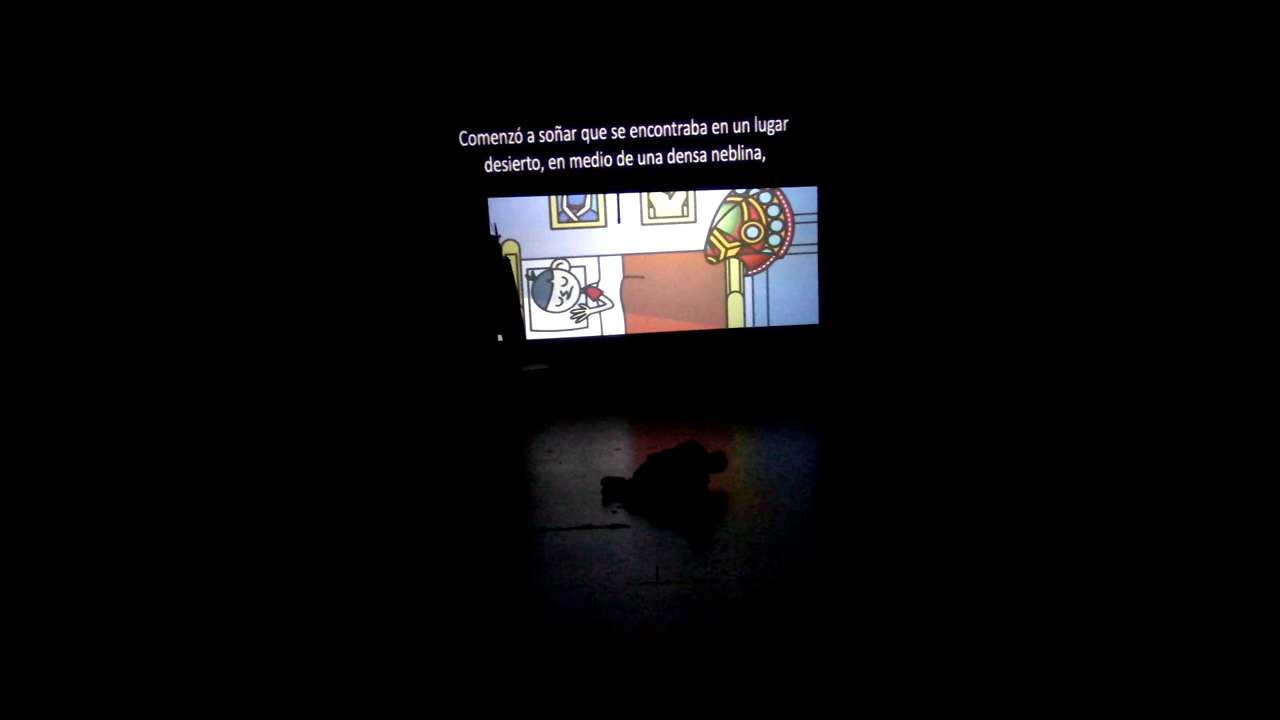 Comenzó a soñar que se encontraba en un lugar
desierto, en medio de una densa neblina,